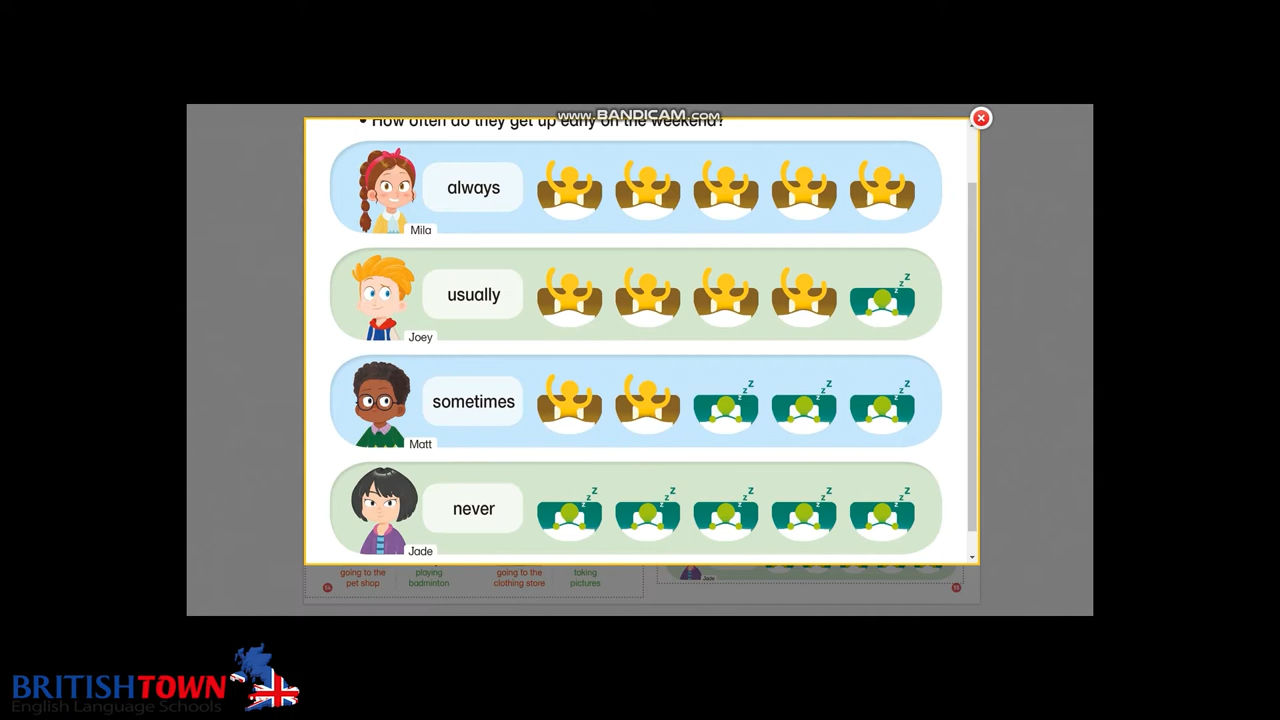 www.BANDICAM.com
• How often do they get up early on the weekend?
always
Mila
usually
z z z
Joey
sometimes
z z z
z z z
z z z
Matt
never
z z z
z z z
z z z
z z z
z z z
Jade
going to the pet shop
playing badminton
going to the clothing store
taking pictures
Jade
BRITISHTOWN
English Language Schools